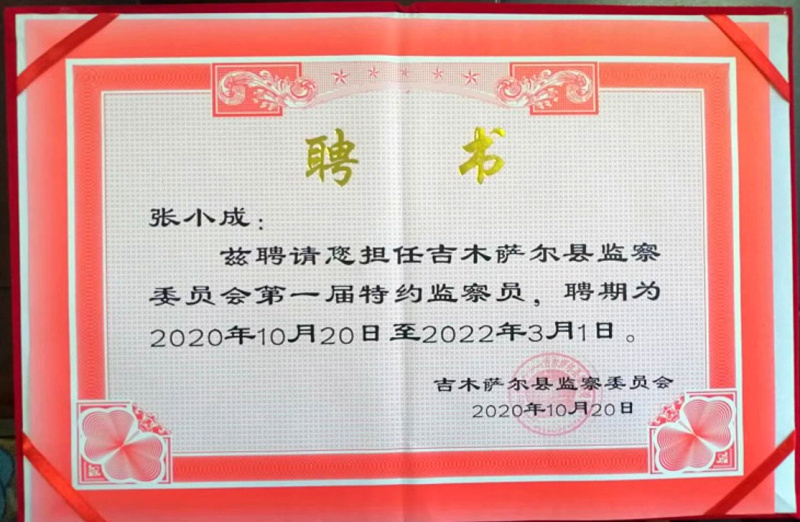 聘 书
张小成：
兹聘请您担任吉木萨尔县监察
委员会第一届特约监察员，聘期为
2020年10月20日至2022年3月1日。
吉木萨尔县监察委员会
2020年10月20日